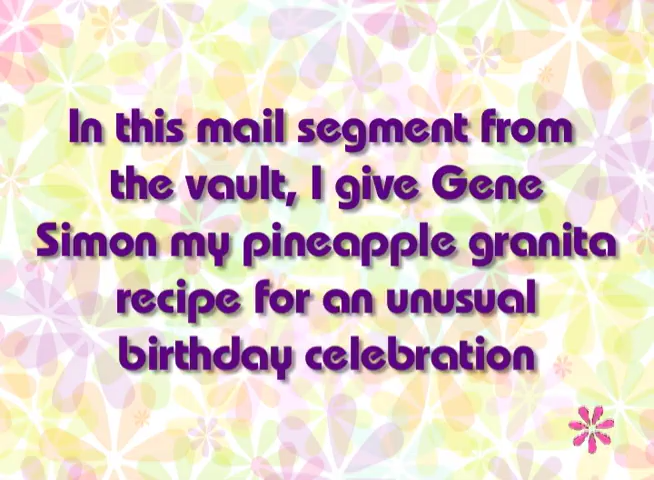 In this mail segment from
the vault, I give Gene
Simon my pineapple granita
recipe for an unusual
birthday celebration